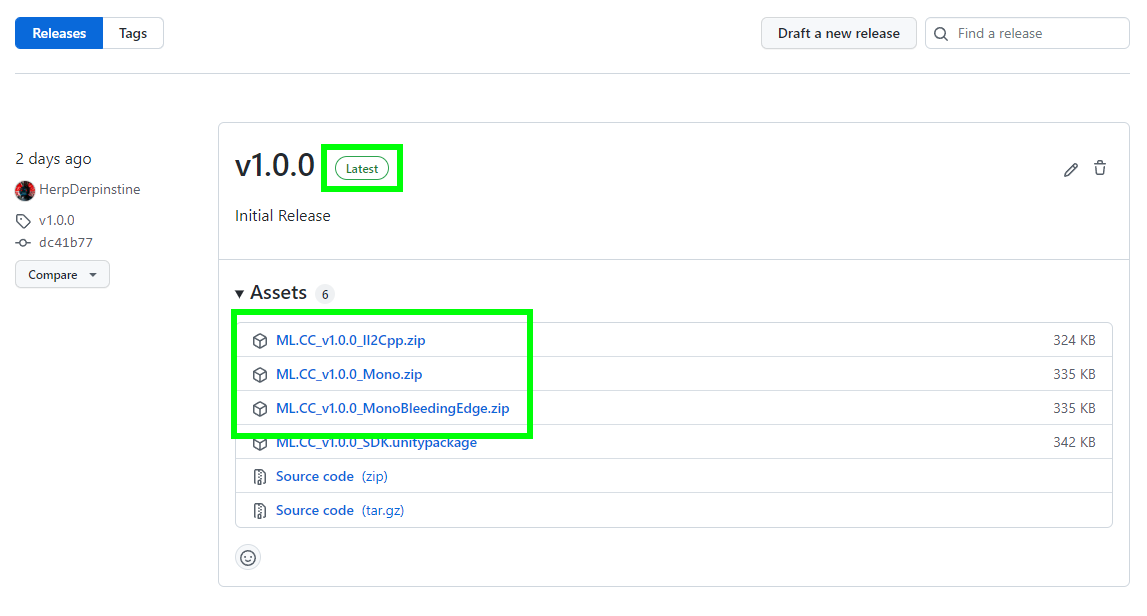 Releases
Tags
Draft a new release
Find a release
2 days ago
HerpDerpinstine
v1.0.0
dc41b77
Compare
v1.0.0 Latest
Initial Release
Assets 6
ML.CC_v1.0.0_Il2Cpp.zip 324 KB
ML.CC_v1.0.0_Mono.zip 335 KB
ML.CC_v1.0.0_MonoBleedingEdge.zip 335 KB
ML.CC_v1.0.0_SDK.unitypackage 342 KB
Source code (zip)
Source code (tar.gz)